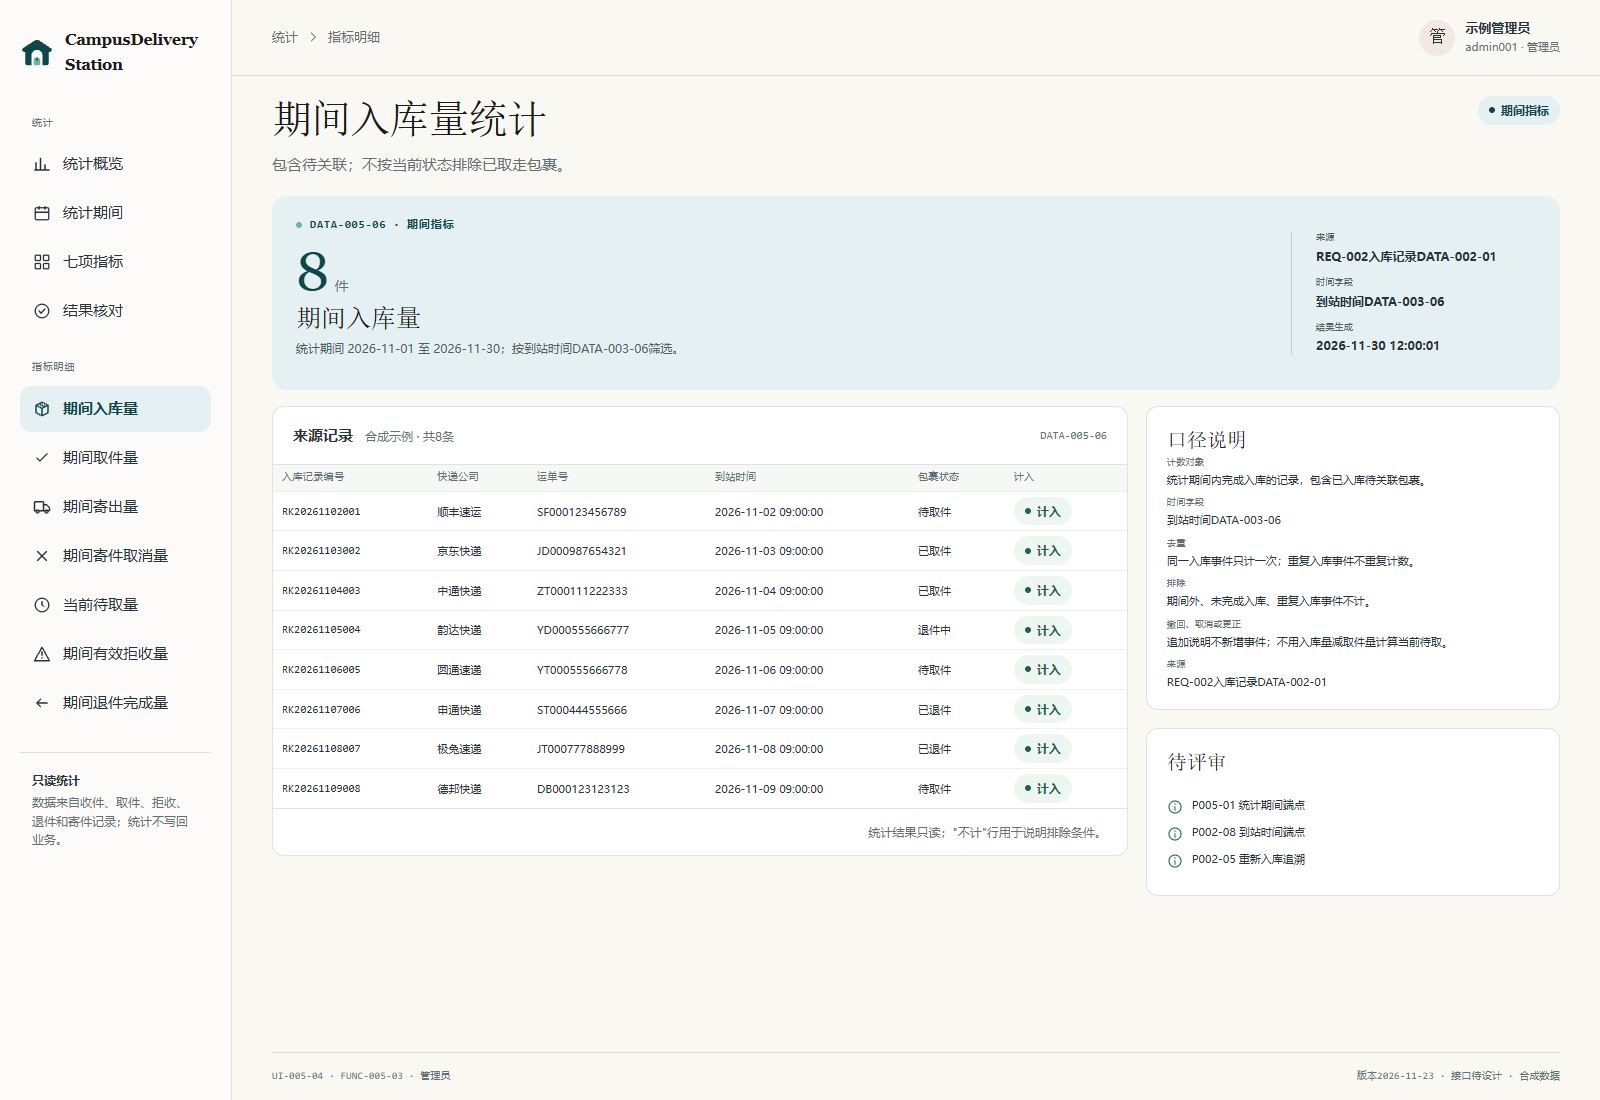 CampusDelivery
Station
统计
统计概览
统计期间
七项指标
结果核对
指标明细
期间入库量
期间取件量
期间寄出量
期间寄件取消量
当前待取量
期间有效拒收量
期间退件完成量
只读统计
数据来自收件、取件、拒收、
退件和寄件记录；统计不写回
业务。
统计 > 指标明细
管
示例管理员
admin001 · 管理员
期间入库量统计
期间指标
包含待关联；不按当前状态排除已取走包裹。
DATA-005-06 · 期间指标
8 件
期间入库量
统计期间 2026-11-01 至 2026-11-30；按到站时间DATA-003-06筛选。
来源
REQ-002入库记录DATA-002-01
时间字段
到站时间DATA-003-06
结果生成
2026-11-30 12:00:01
来源记录 合成示例 · 共8条 DATA-005-06
入库记录编号 快递公司 运单号 到站时间 包裹状态 计入
RK20261102001 顺丰速运 SF000123456789 2026-11-02 09:00:00 待取件 计入
RK20261103002 京东快递 JD000987654321 2026-11-03 09:00:00 已取件 计入
RK20261104003 中通快递 ZT000111222333 2026-11-04 09:00:00 已取件 计入
RK20261105004 韵达快递 YD000555666777 2026-11-05 09:00:00 退件中 计入
RK20261106005 圆通速递 YT000555666778 2026-11-06 09:00:00 待取件 计入
RK20261107006 申通快递 ST000444555666 2026-11-07 09:00:00 已退件 计入
RK20261108007 极兔速递 JT000777888999 2026-11-08 09:00:00 已退件 计入
RK20261109008 德邦快递 DB000123123123 2026-11-09 09:00:00 待取件 计入
统计结果只读；"不计"行用于说明排除条件。
口径说明
计数对象
统计期间内完成入库的记录，包含已入库待关联包裹。
时间字段
到站时间DATA-003-06
去重
同一入库事件只计一次；重复入库事件不重复计数。
排除
期间外、未完成入库、重复入库事件不计。
撤回、取消或更正
追加说明不新增事件；不用入库量减取件量计算当前待取。
来源
REQ-002入库记录DATA-002-01
待评审
P005-01 统计期间端点
P002-08 到站时间端点
P002-05 重新入库追溯
UI-005-04 · FUNC-005-03 · 管理员
版本2026-11-23 · 接口待设计 · 合成数据